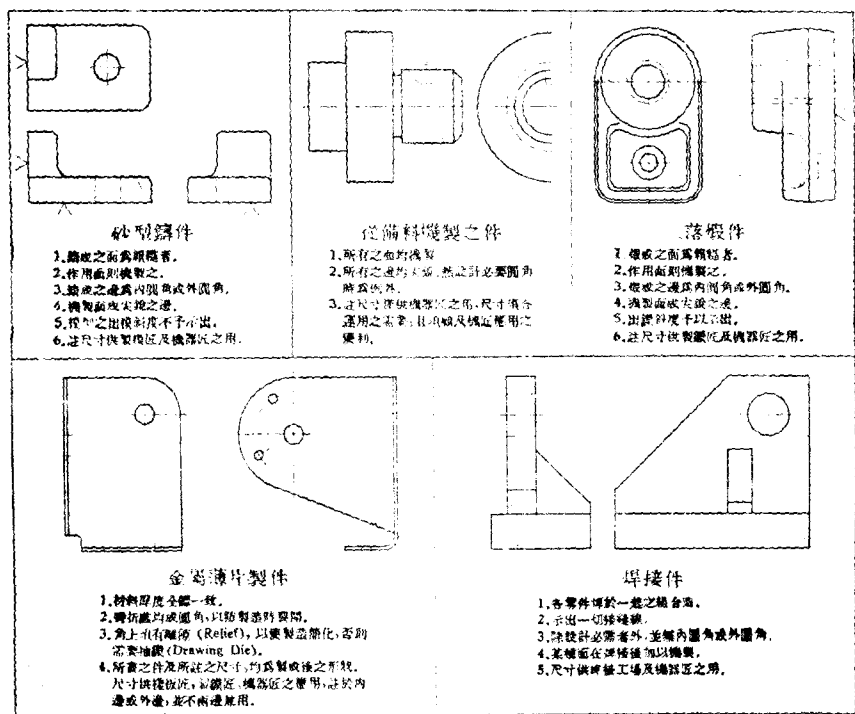 砂型鑄件
1.鑄成之面爲粗糙者。
2.作用面則機製之。
3.鑄成之邊爲內圓角或外圓角。
4.機製面成尖銳之邊。
5.模型之出模斜度不予示出。
6.註尺寸供製模匠及機器匠之用。
從備料機製之件
1.所有之面均機製
2.所有之邊均尖銳,然設計必要圓角
時爲例外。
3.註尺寸僅供機器匠之用,尺寸須合
運用之需要,且須顧及機匠應用之
便利。
落鍛件
1.鍛成之面爲粗糙者。
2.作用面則機製之。
3.鍛成之邊爲內圓角或外圓角。
4.機製面成尖銳之邊。
5.出模斜度予以示出。
6.註尺寸供製鍛匠及機器匠之用。
金屬薄片製件
1.材料厚度全體一致。
2.彎折處均成圓角,以防製造時裂開。
3.角上須有離隙 (Relief),以便製造簡化,否則
需要抽鍛 (Drawing Die)。
4.所畫之件及所註之尺寸,均爲製成後之形狀。
尺寸供機器匠之應用,註於內
邊或外邊,並不兩邊兼用。
焊接件
1.各零件焊於一起之組合造。
2.示出一切接縫線。
3.除設計必需者外,並無內圓角或外圓角。
4.某種面在焊接後加以機製。
5.尺寸供焊接工場及機器匠之用。